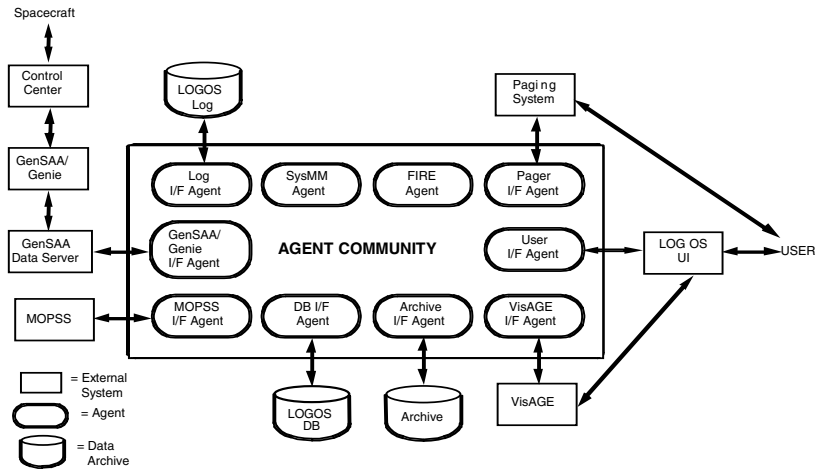 Spacecraft
Control
Center
GenSAA/
Genie
GenSAA
Data Server
MOPSS
LOGOS
Log
Paging
System
Log
I/F Agent
SysMM
Agent
FIRE
Agent
Pager
I/F Agent
GenSAA/
Genie
I/F Agent
AGENT COMMUNITY
User
I/F Agent
LOG OS
UI
USER
MOPSS
I/F Agent
DB I/F
Agent
Archive
I/F Agent
VisAGE
I/F Agent
LOGOS
DB
Archive
VisAGE
= External
System
= Agent
= Data
Archive